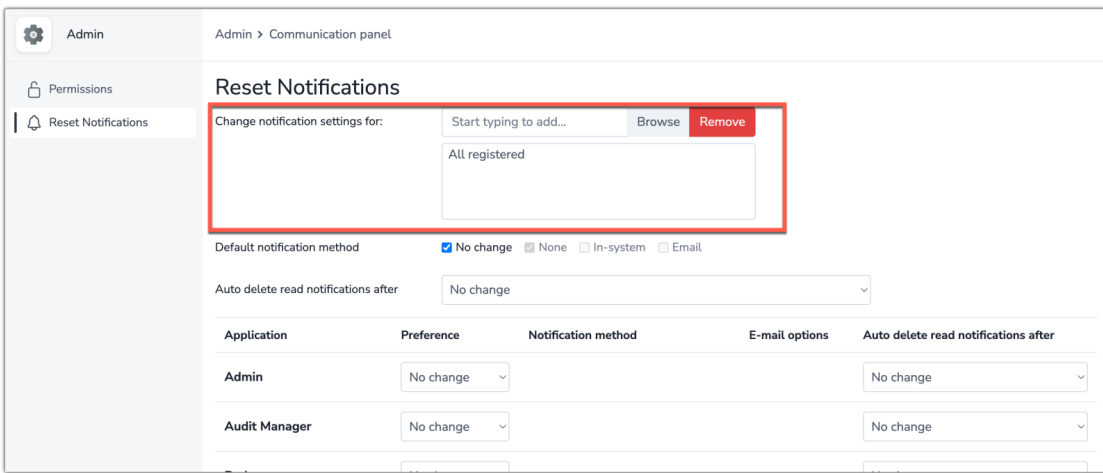 Admin
Admin > Communication panel
Permissions
Reset Notifications
Reset Notifications
Change notification settings for:
Start typing to add...
Browse
Remove
All registered
Default notification method
No change
None
In-system
Email
Auto delete read notifications after
No change
Application
Preference
Notification method
E-mail options
Auto delete read notifications after
Admin
No change
No change
Audit Manager
No change
No change